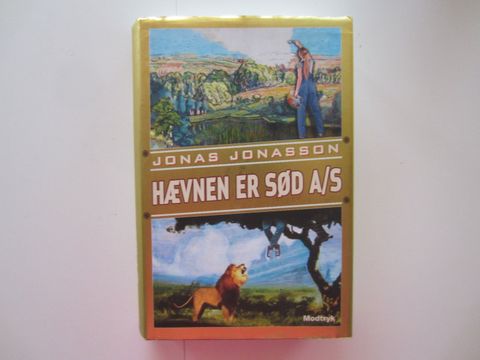 JONAS JONASSON
HÆVNEN ER SØD A/S
Modtryk